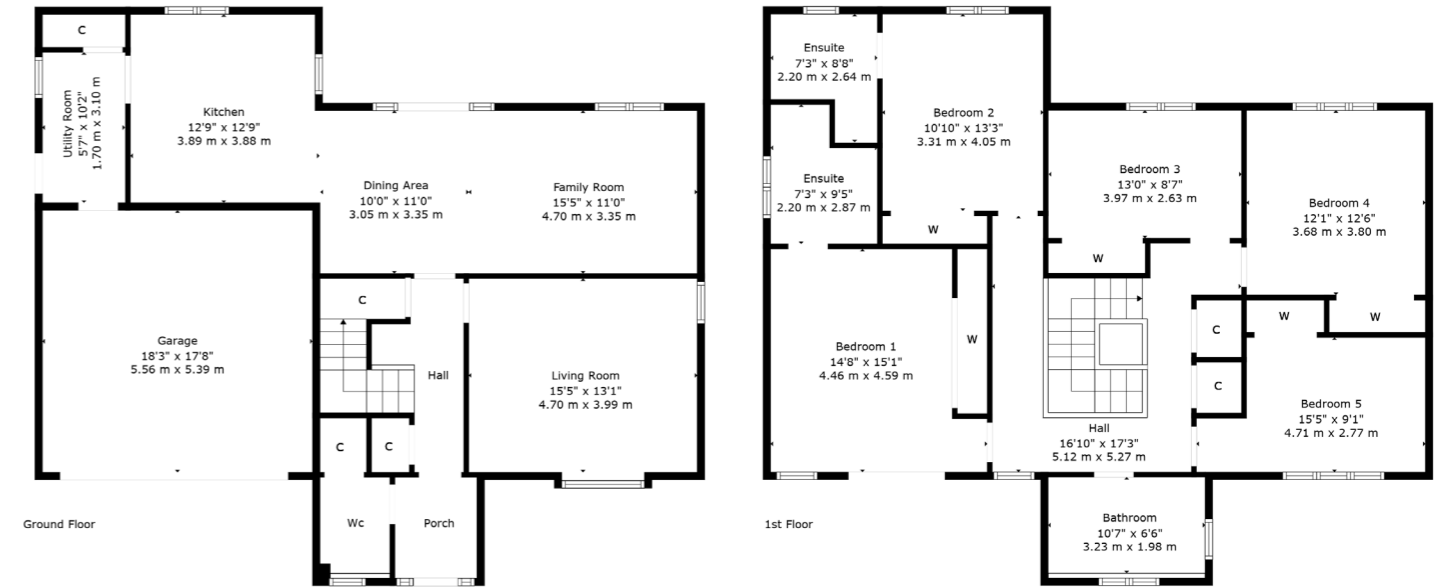 C
Utility Room
5'7" x 10'2"
1.70 m x 3.10 m
Kitchen
12'9" x 12'9"
3.89 m x 3.88 m
Dining Area
10'0" x 11'0"
3.05 m x 3.35 m
Family Room
15'5" x 11'0"
4.70 m x 3.35 m
Garage
18'3" x 17'8"
5.56 m x 5.39 m
C
Hall
Living Room
15'5" x 13'1"
4.70 m x 3.99 m
C
C
Wc
Porch
Ground Floor
Ensuite
7'3" x 8'8"
2.20 m x 2.64 m
Bedroom 2
10'10" x 13'3"
3.31 m x 4.05 m
Ensuite
7'3" x 9'5"
2.20 m x 2.87 m
W
Bedroom 3
13'0" x 8'7"
3.97 m x 2.63 m
W
Bedroom 4
12'1" x 12'6"
3.68 m x 3.80 m
W
W
Bedroom 1
14'8" x 15'1"
4.46 m x 4.59 m
W
C
C
Bedroom 5
15'5" x 9'1"
4.71 m x 2.77 m
Hall
16'10" x 17'3"
5.12 m x 5.27 m
Bathroom
10'7" x 6'6"
3.23 m x 1.98 m
1st Floor